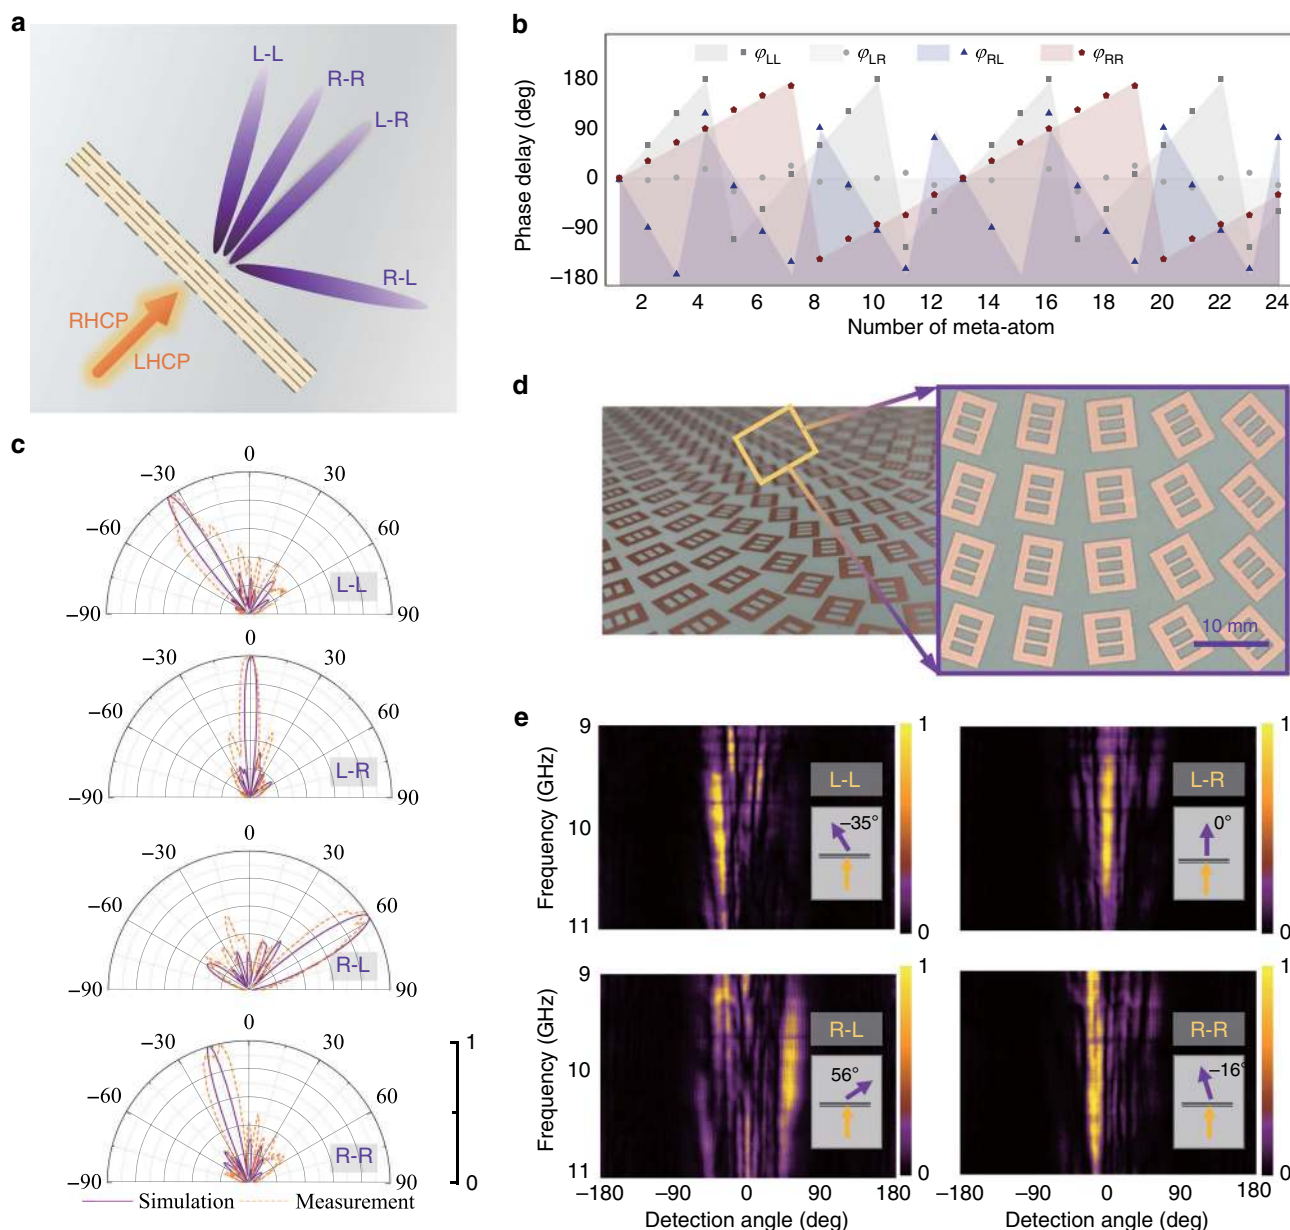 a
L-L
R-R
L-R
R-L
RHCP
LHCP
b
φLL
φLR
φRL
φRR
Phase delay (deg)
180
90
0
−90
−180
2 4 6 8 10 12 14 16 18 20 22 24
Number of meta-atom
c
0
−30 30
−60 60
−90 90
L-L
0
−30 30
−60 60
−90 90
L-R
0
−30 30
−60 60
−90 90
R-L
0
−30 30
−60 60
−90 90
R-R
1
0
Simulation Measurement
d
10 mm
e
Frequency (GHz)
9
10
11
L-L
−35°
1
0
L-R
0°
1
0
Frequency (GHz)
9
10
11
R-L
56°
1
0
R-R
−16°
1
0
−180 −90 0 90 180
Detection angle (deg)
−180 −90 0 90 180
Detection angle (deg)